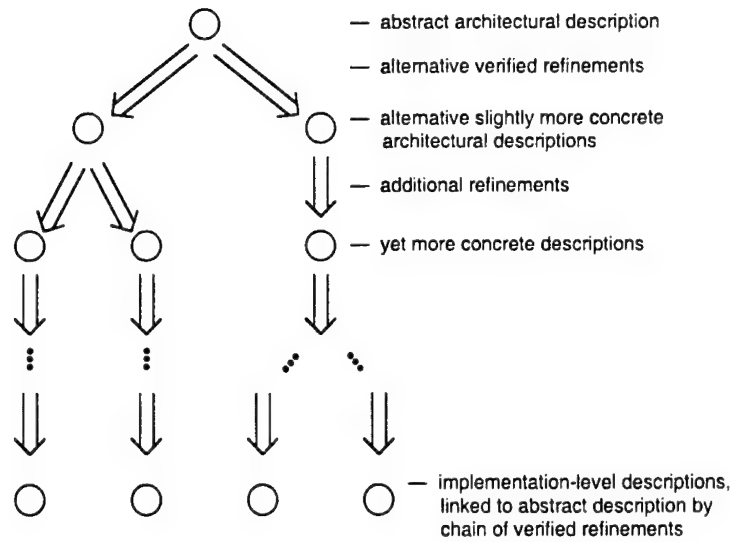 — abstract architectural description
— alternative verified refinements
— alternative slightly more concrete
architectural descriptions
— additional refinements
— yet more concrete descriptions
— implementation-level descriptions,
linked to abstract description by
chain of verified refinements